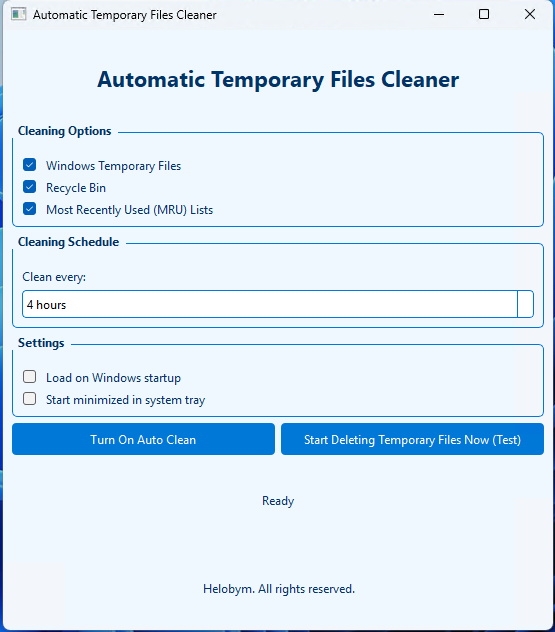 Automatic Temporary Files Cleaner
Automatic Temporary Files Cleaner
Cleaning Options
Windows Temporary Files
Recycle Bin
Most Recently Used (MRU) Lists
Cleaning Schedule
Clean every:
4 hours
Settings
Load on Windows startup
Start minimized in system tray
Turn On Auto Clean
Start Deleting Temporary Files Now (Test)
Ready
Helobym. All rights reserved.